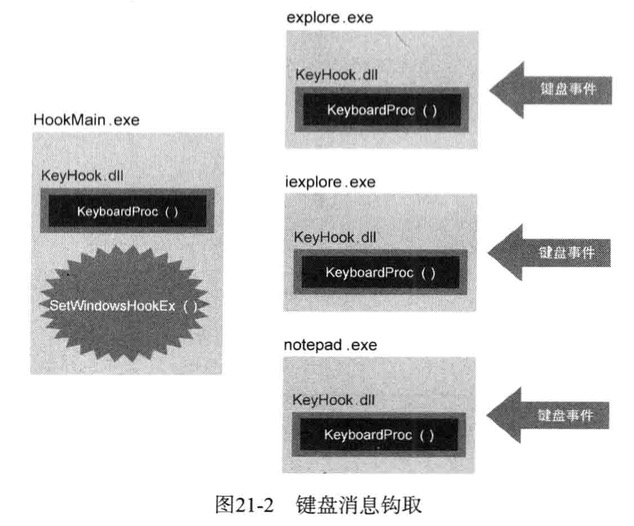 HookMain.exe
KeyHook.dll
KeyboardProc ( )
SetWindowsHookEx ( )
explore.exe
KeyHook.dll
KeyboardProc ( )
键盘事件
iexplore.exe
KeyHook.dll
KeyboardProc ( )
键盘事件
notepad.exe
KeyHook.dll
KeyboardProc ( )
键盘事件
图21-2 键盘消息钩取